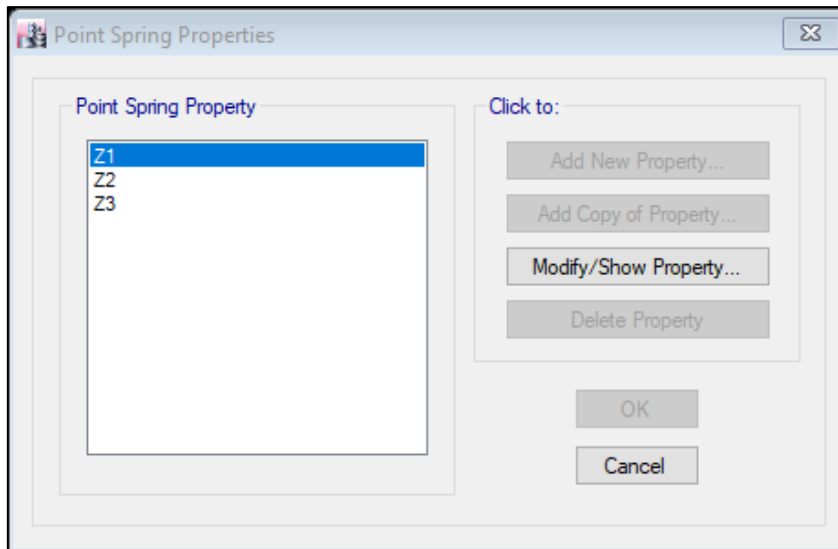 Point Spring Properties
Point Spring Property
Z1
Z2
Z3
Click to:
Add New Property...
Add Copy of Property...
Modify/Show Property...
Delete Property
OK
Cancel